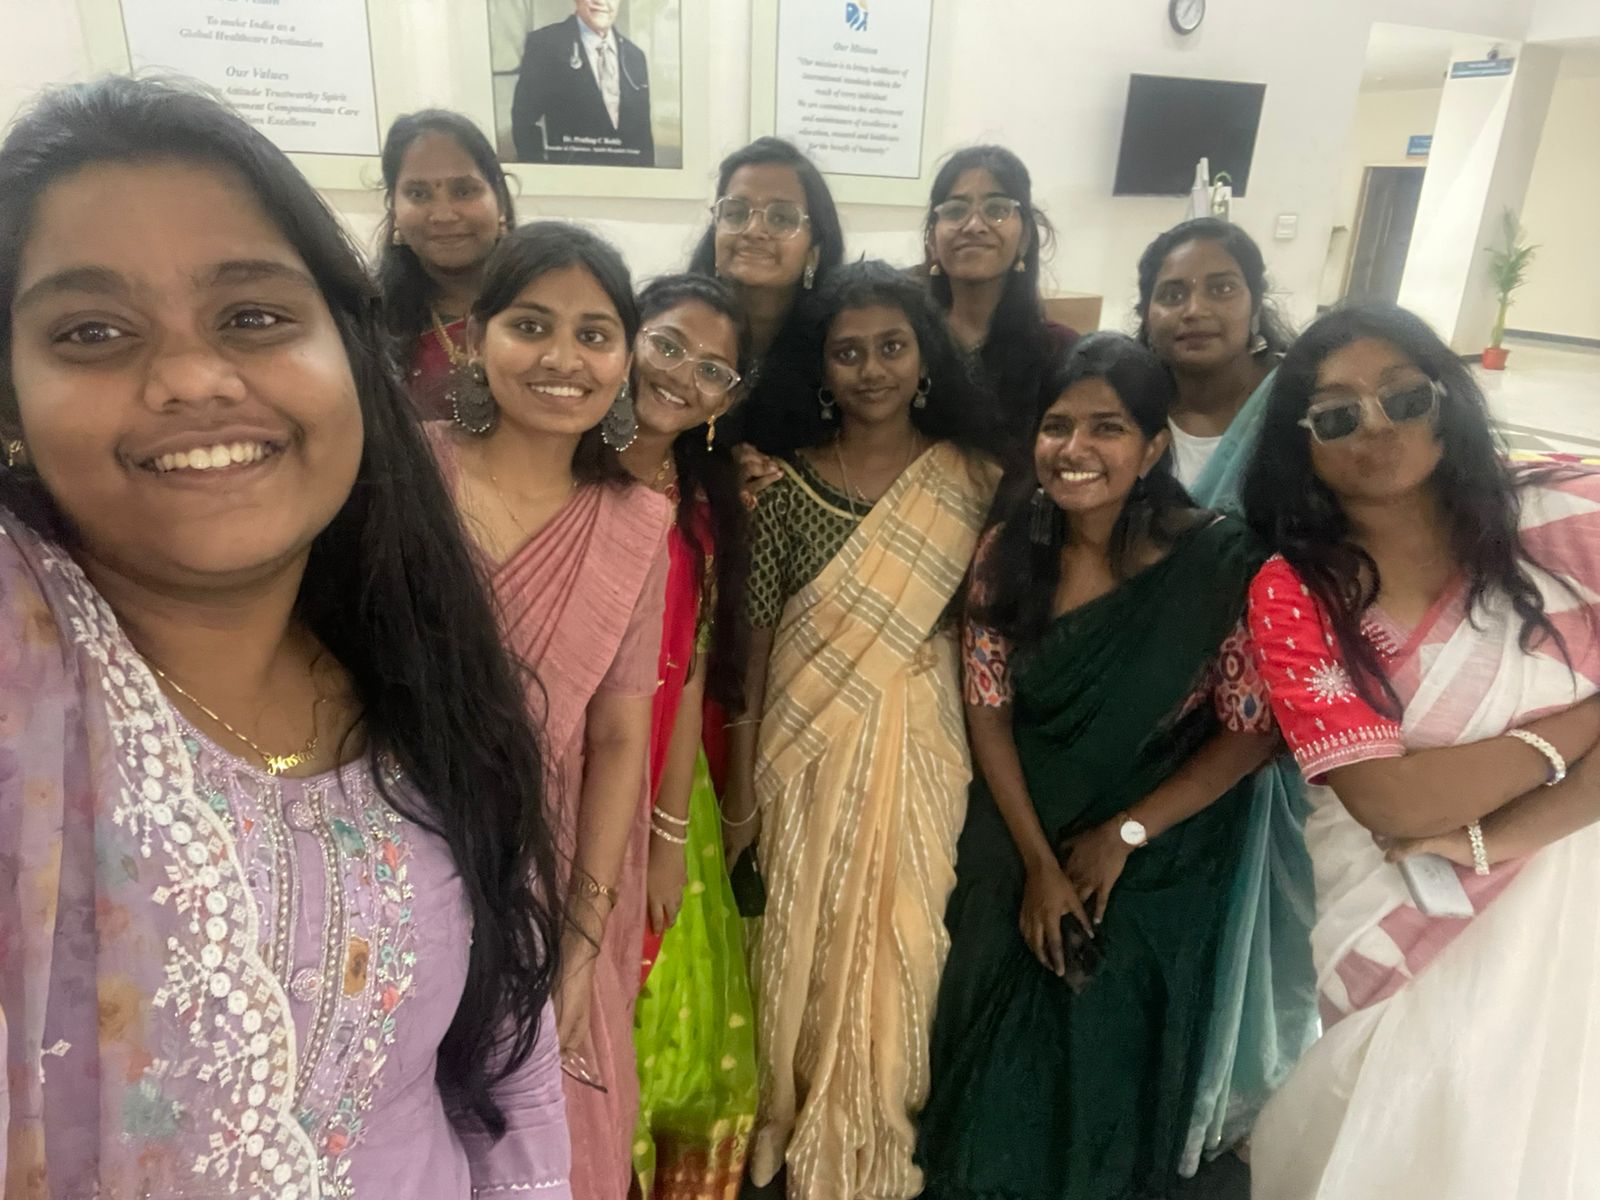 To make India as a
Global Healthcare Destination
Our Values
Attitude Trustworthy Spirit
Compassionate Care
Excellence
Dr. Prathap C Reddy
Our Mission
"Our mission is to bring healthcare of
international standards within the
reach of every individual.
We are committed to the achievement
and maintenance of excellence in
education, research and healthcare
for the benefit of humanity"